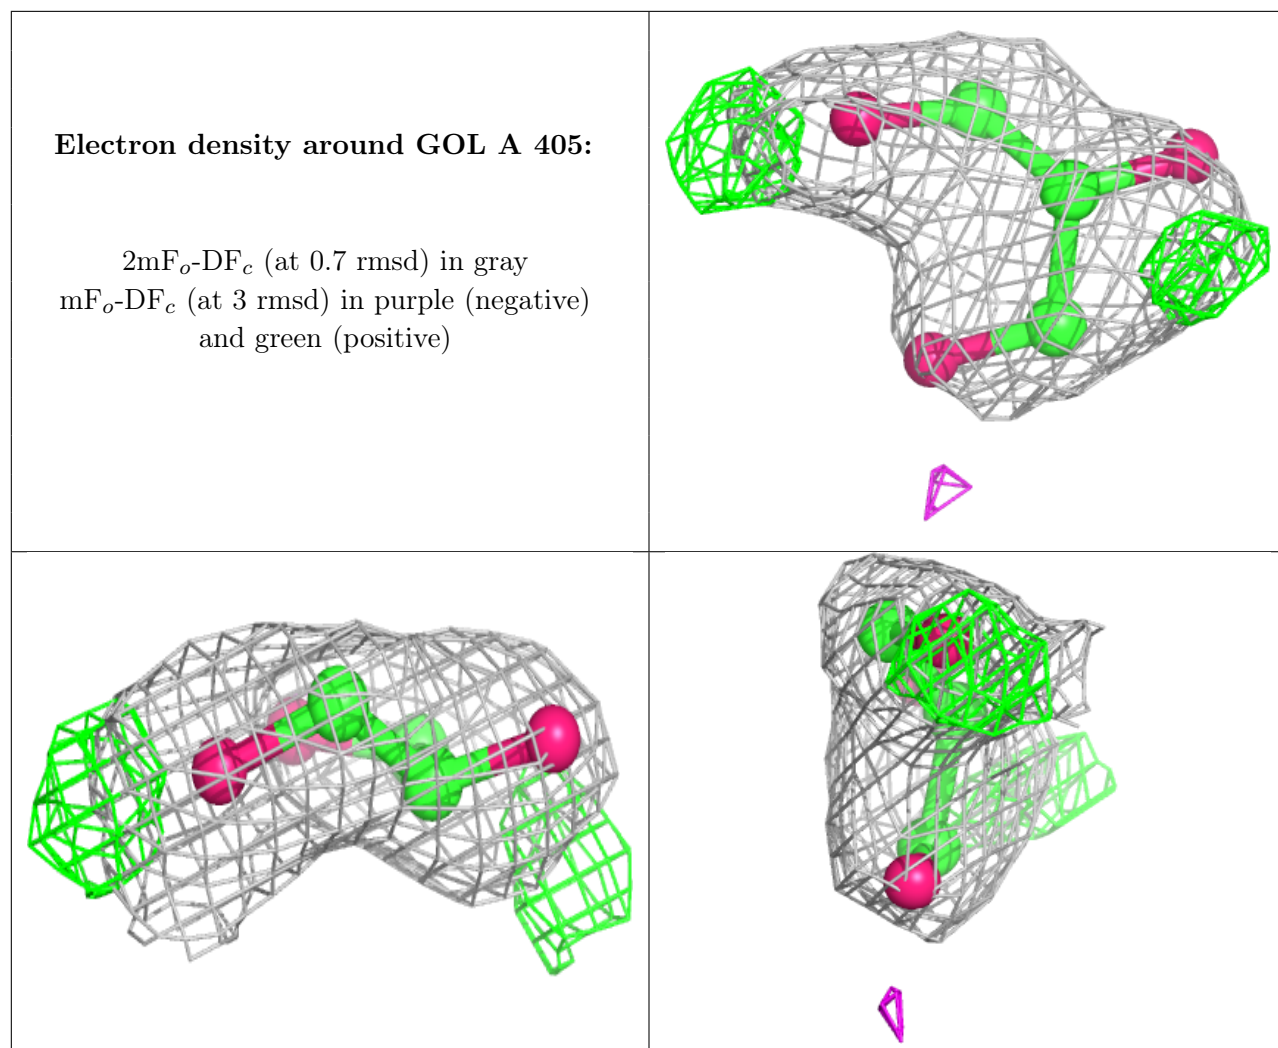 Electron density around GOL A 405:
2mFₒ-DF𝒸 (at 0.7 rmsd) in gray
mFₒ-DF𝒸 (at 3 rmsd) in purple (negative)
and green (positive)